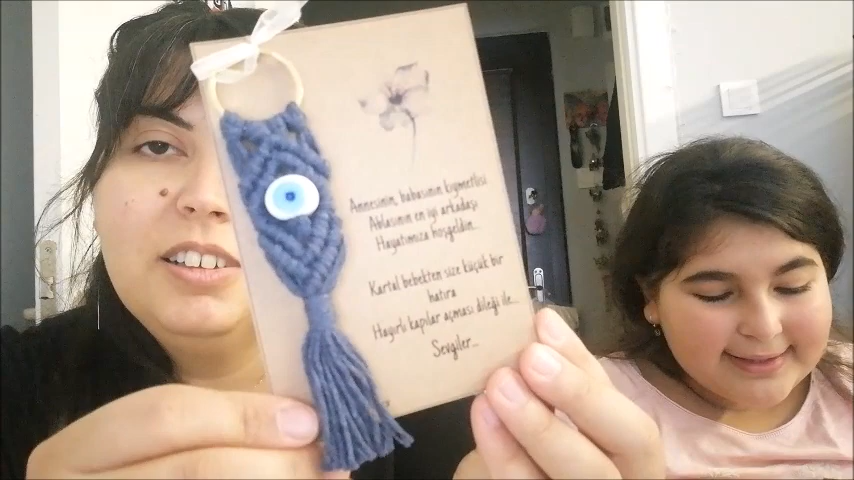 Annesinin, babasının kıymetlisi
Ablasının en iyi arkadaşı
Hayatımıza hoşgeldin...
Kartal bebekten size küçük bir
hatıra
Hayırlı kapılar açması dileği ile...
Sevgiler...